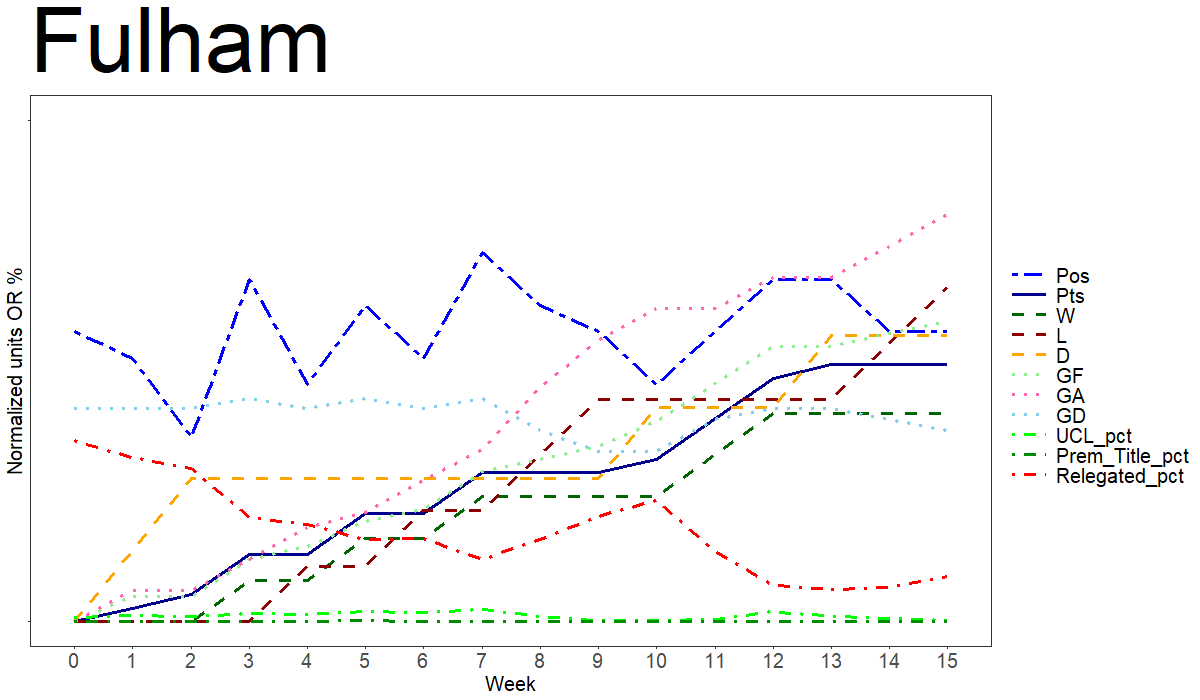 Fulham
Normalized units OR %
0 1 2 3 4 5 6 7 8 9 10 11 12 13 14 15
Week
Pos
Pts
W
L
D
GF
GA
GD
UCL_pct
Prem_Title_pct
Relegated_pct